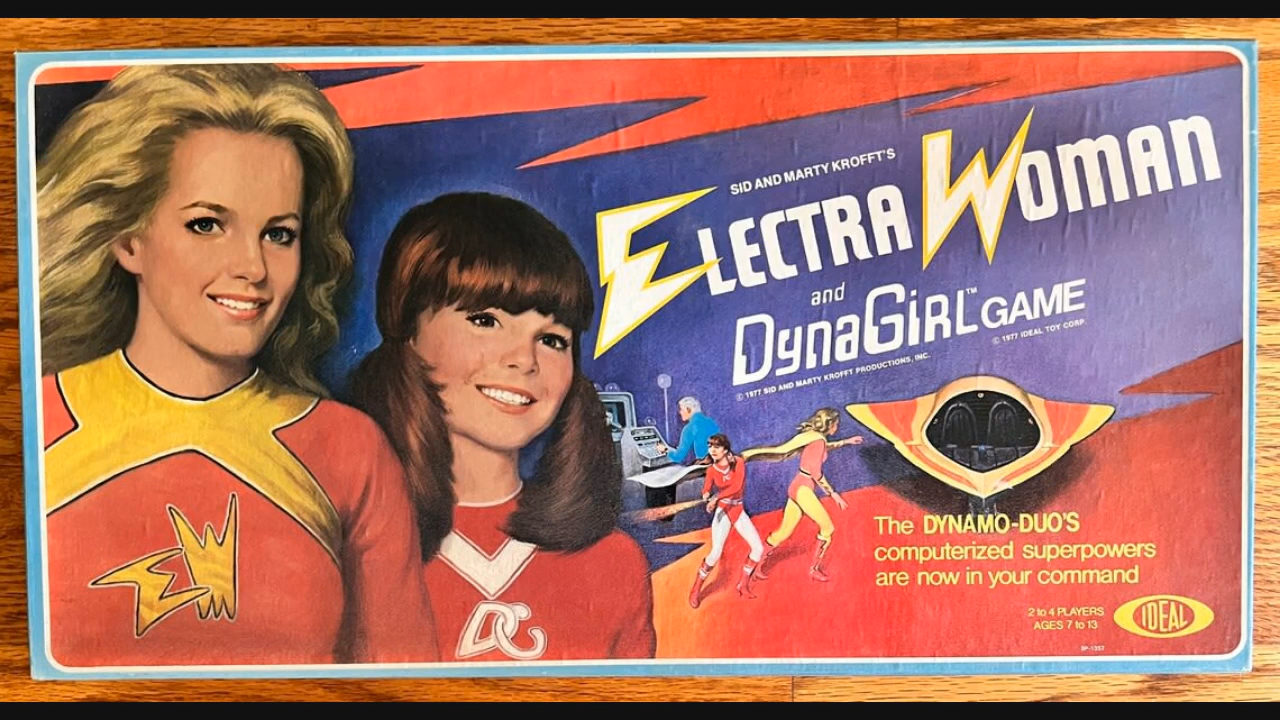 SID AND MARTY KROFFT'S
ELECTRA WOMAN
and
DynaGiRL™ GAME
© 1977 SID AND MARTY KROFFT PRODUCTIONS, INC.
© 1977 IDEAL TOY CORP.
EW
DG
The DYNAMO-DUO'S
computerized superpowers
are now in your command
2 to 4 PLAYERS
AGES 7 to 13
IDEAL
SP-1357